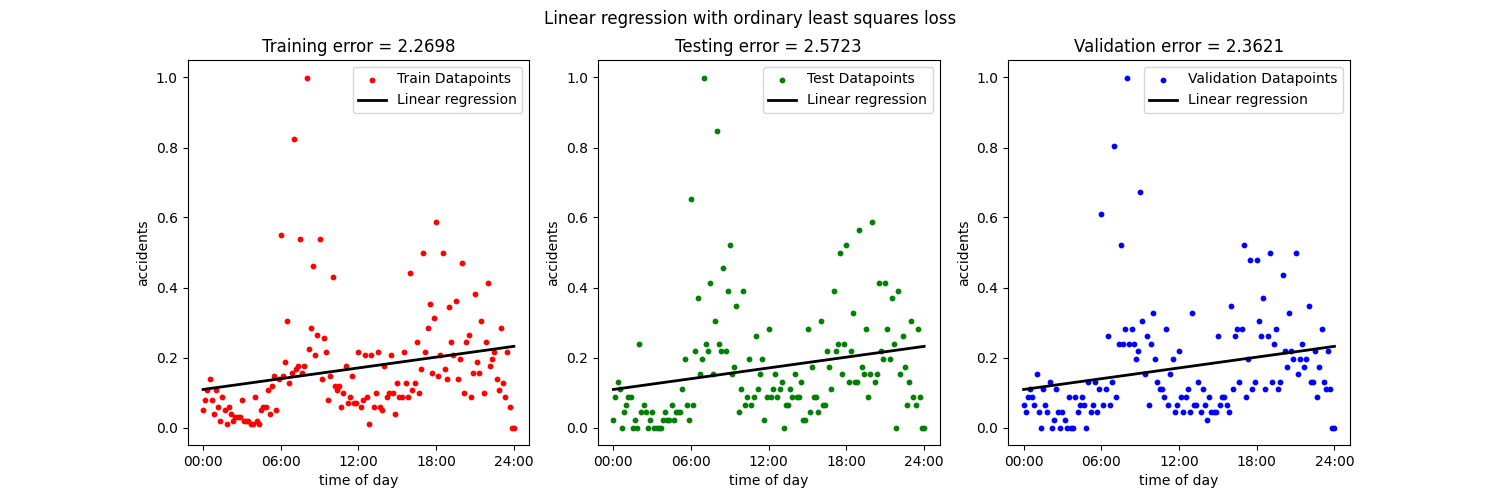 Linear regression with ordinary least squares loss
Training error = 2.2698
Train Datapoints
Linear regression
1.0
0.8
0.6
0.4
0.2
0.0
accidents
00:00 06:00 12:00 18:00 24:00
time of day
Testing error = 2.5723
Test Datapoints
Linear regression
1.0
0.8
0.6
0.4
0.2
0.0
accidents
00:00 06:00 12:00 18:00 24:00
time of day
Validation error = 2.3621
Validation Datapoints
Linear regression
1.0
0.8
0.6
0.4
0.2
0.0
accidents
00:00 06:00 12:00 18:00 24:00
time of day